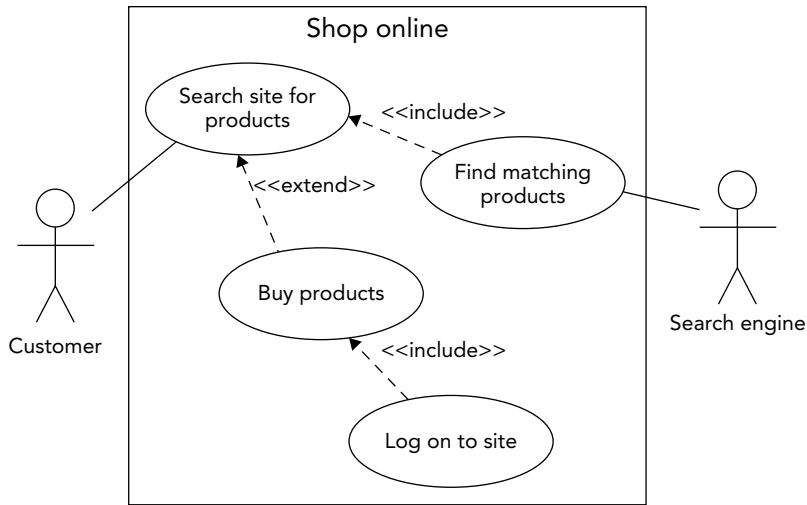 Shop online
Search site for
products
<<include>>
Find matching
products
<<extend>>
Buy products
Customer
Search engine
<<include>>
Log on to site